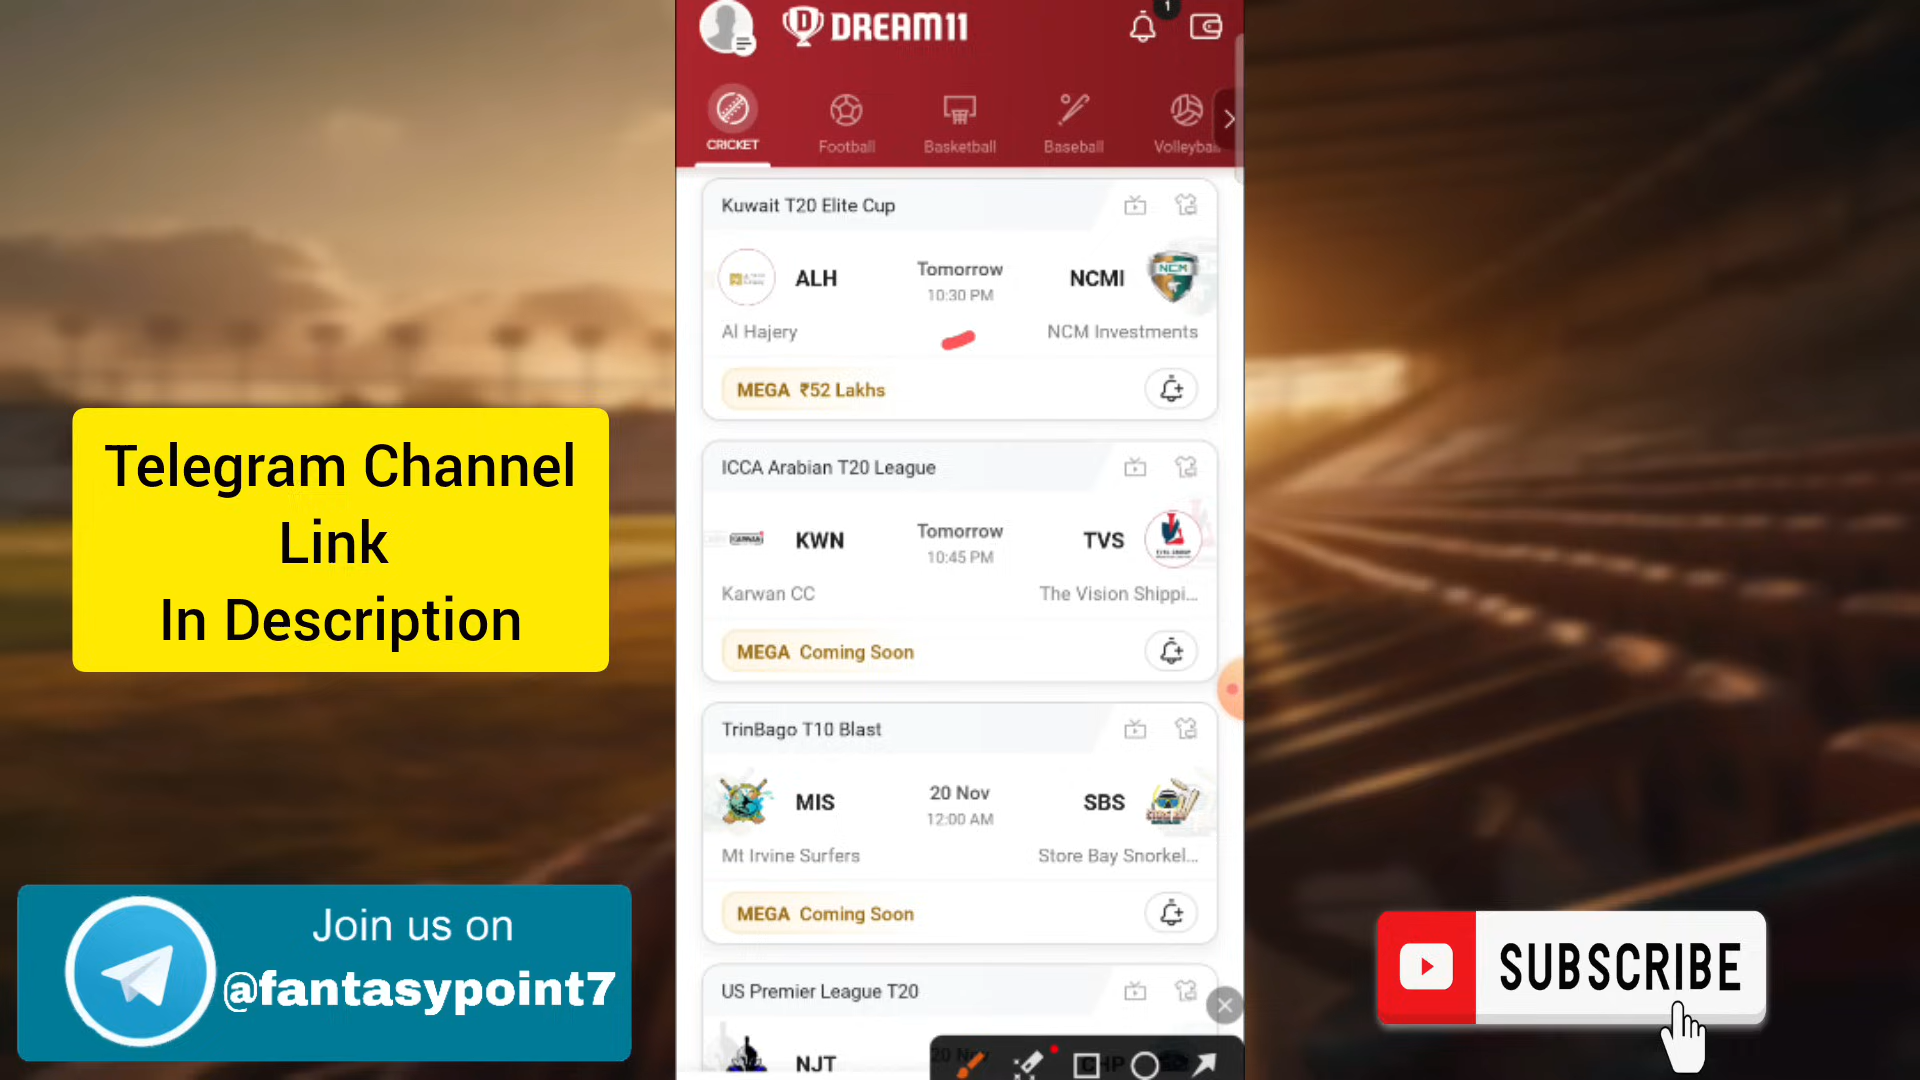 DREAM11
1
CRICKET
Football
Basketball
Baseball
Kuwait T20 Elite Cup
ALH
Tomorrow
10:30 PM
NCMI
NCM
Al Hajery
NCM Investments
MEGA ₹52 Lakhs
ICCA Arabian T20 League
KWN
Tomorrow
10:45 PM
TVS
Karwan CC
The Vision Shippi...
MEGA Coming Soon
TrinBago T10 Blast
MIS
20 Nov
12:00 AM
SBS
Mt Irvine Surfers
Store Bay Snorkel...
MEGA Coming Soon
US Premier League T20
NJT
Telegram Channel
Link
In Description
Join us on
@fantasypoint7
SUBSCRIBE